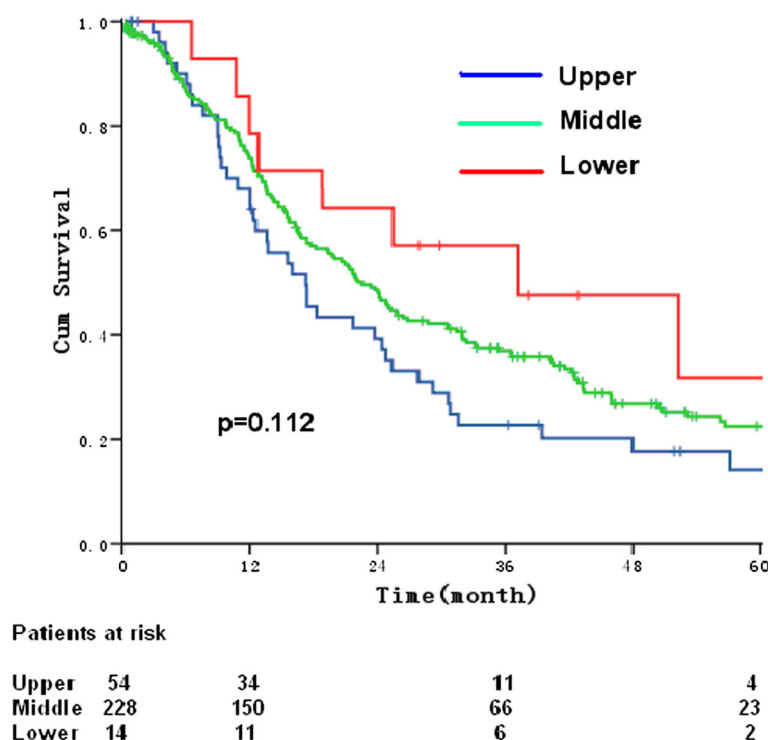 1.0
0.8
0.6
0.4
0.2
0.0
Cum Survival
Upper
Middle
Lower
p=0.112
0 12 24 36 48 60
Time(month)
Patients at risk
Upper 54 34 11 4
Middle 228 150 66 23
Lower 14 11 6 2